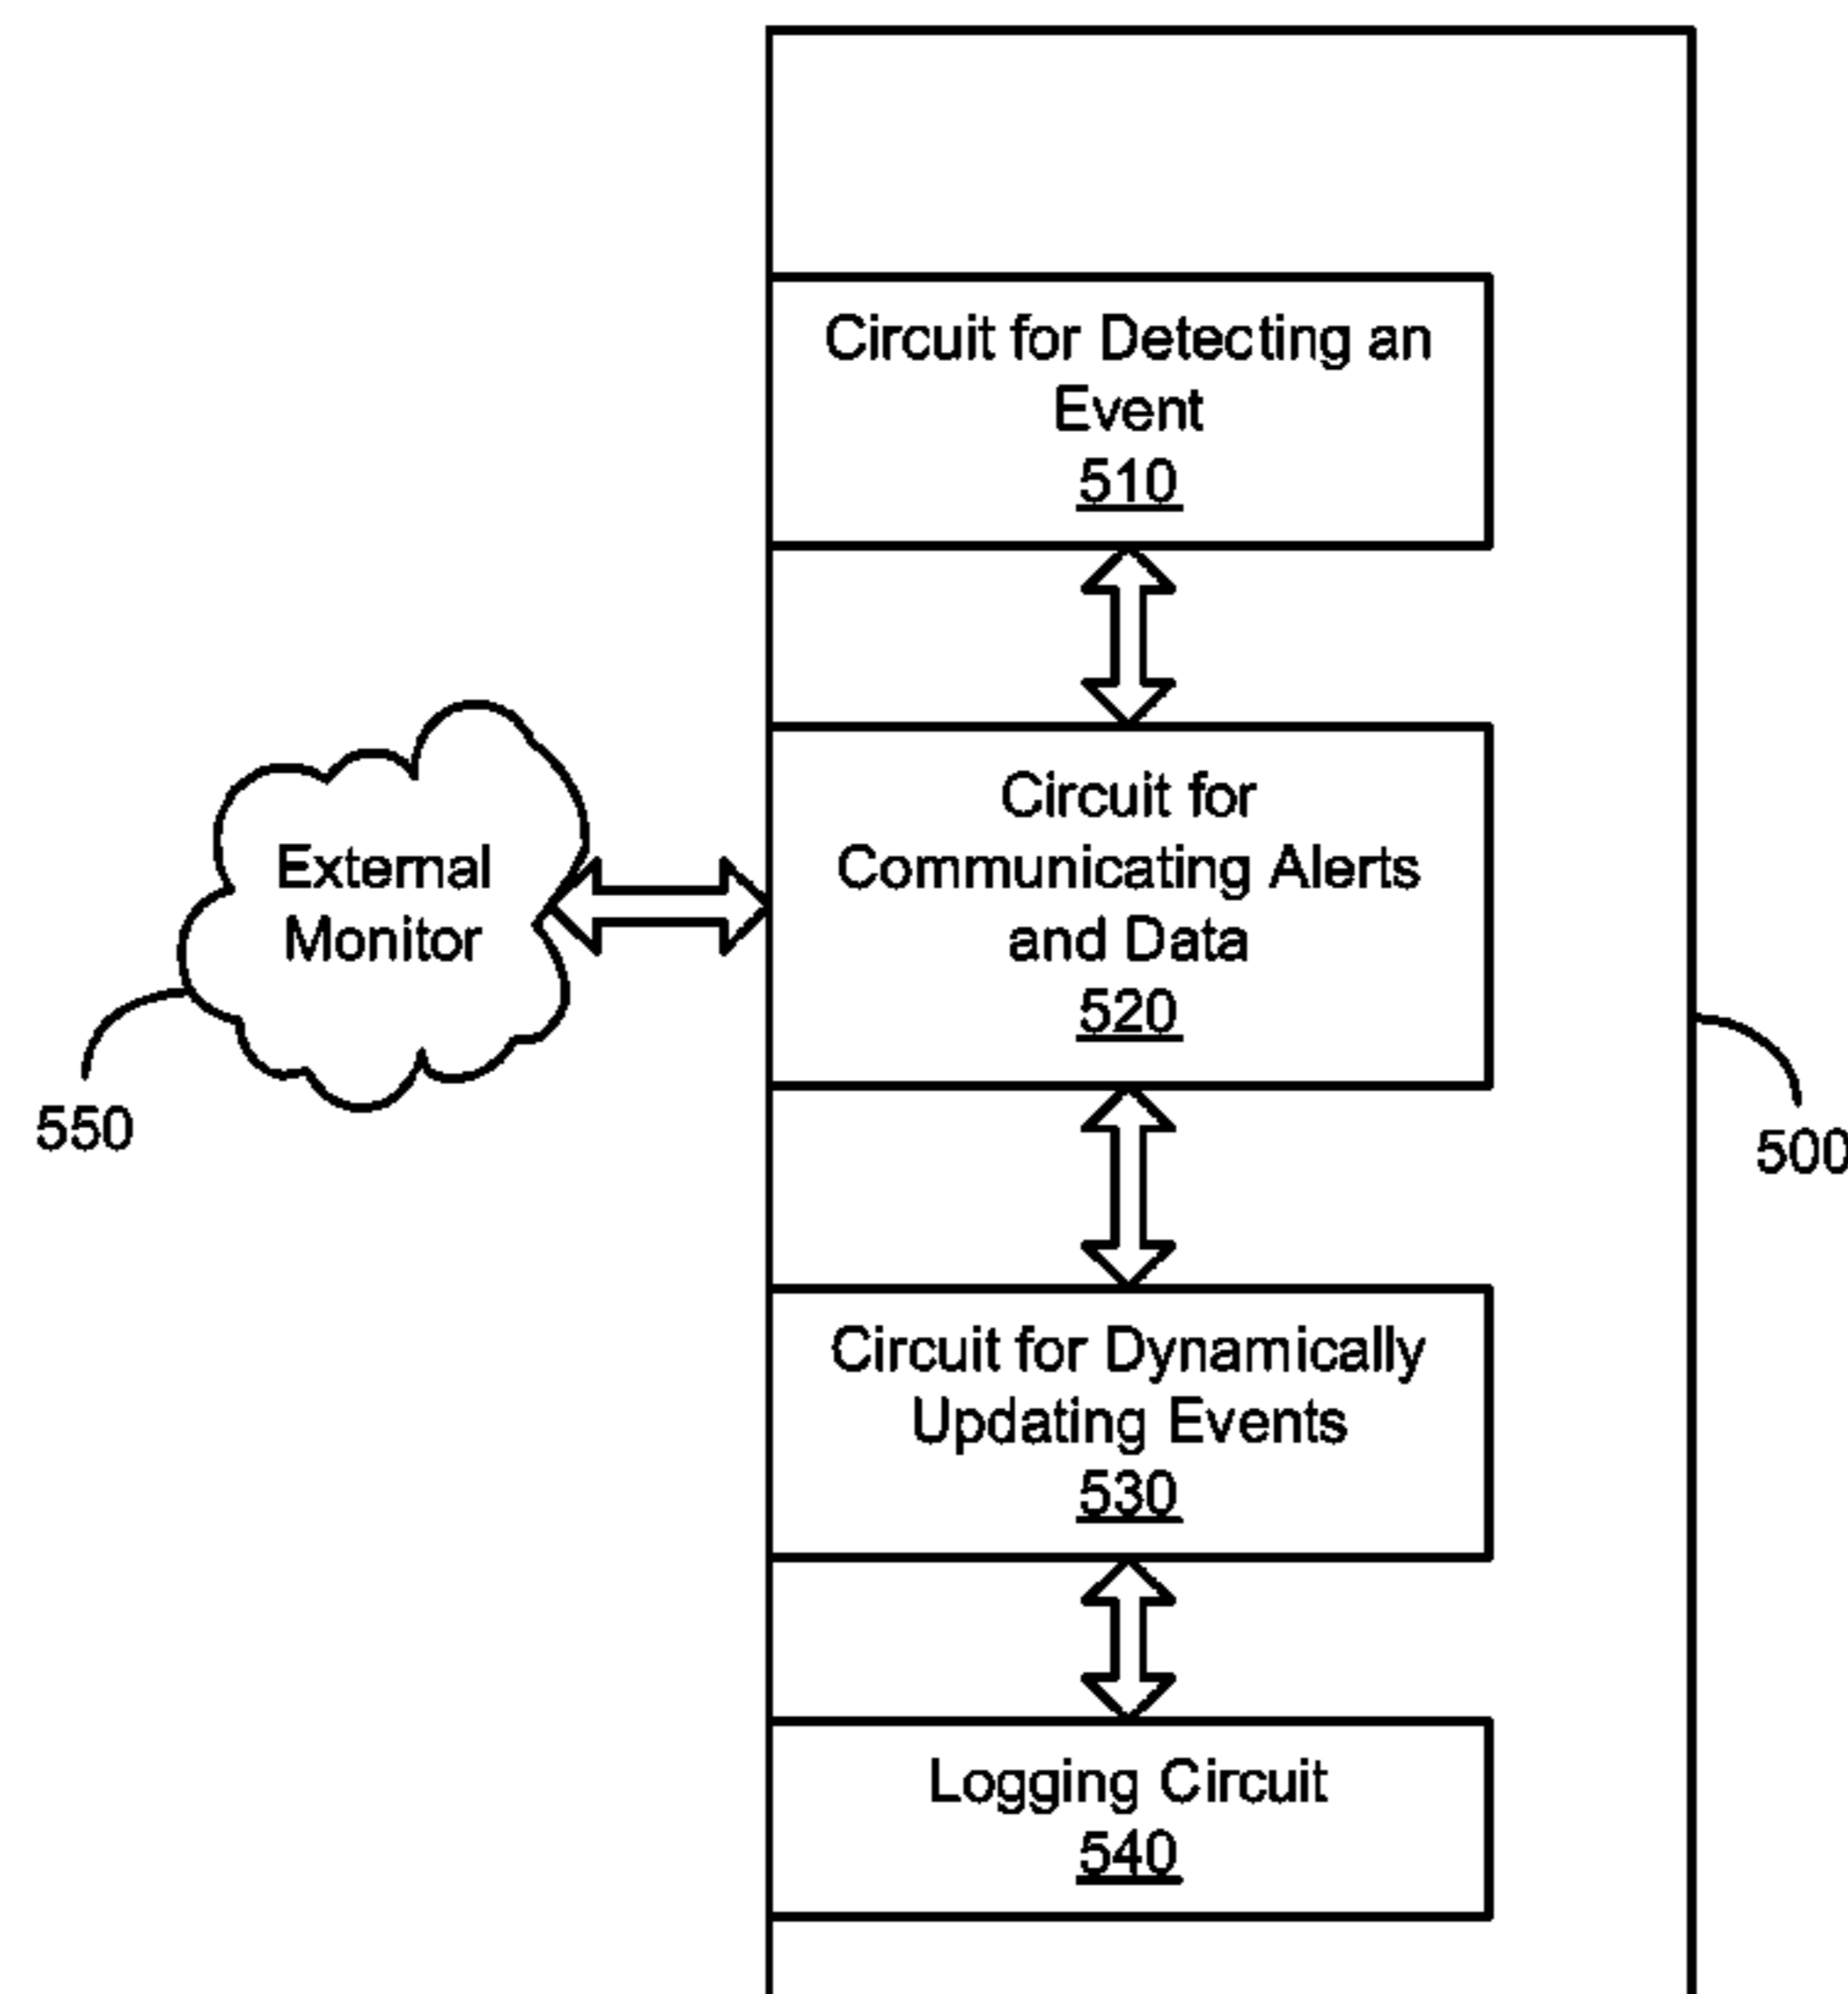 Circuit for Detecting an
Event
510
External
Monitor
550
Circuit for
Communicating Alerts
and Data
520
500
Circuit for Dynamically
Updating Events
530
Logging Circuit
540